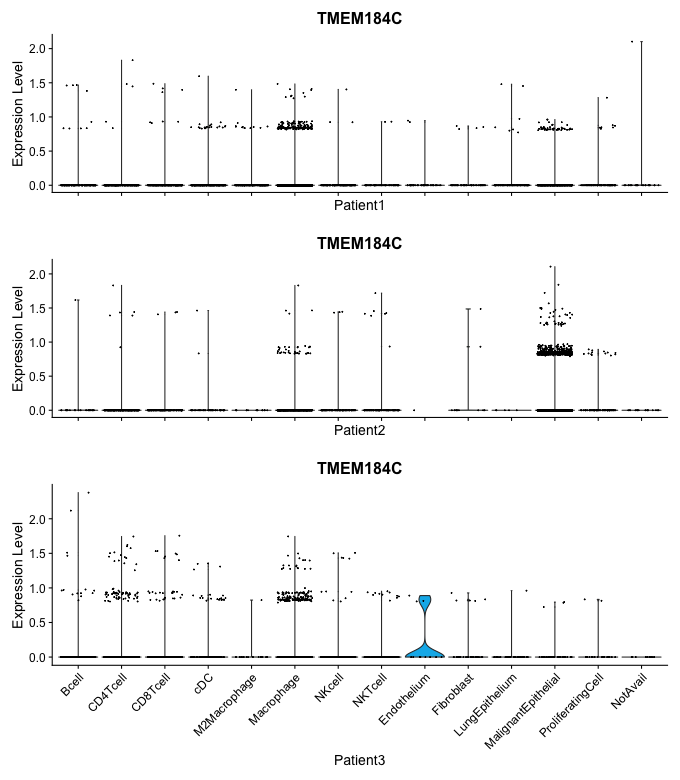 TMEM184C
Expression Level
2.0
1.5
1.0
0.5
0.0
Patient1
TMEM184C
Expression Level
2.0
1.5
1.0
0.5
0.0
Patient2
TMEM184C
Expression Level
2.0
1.5
1.0
0.5
0.0
Bcell
CD4Tcell
CD8Tcell
cDC
M2Macrophage
Macrophage
NKcell
NKTcell
Endothelium
Fibroblast
LungEpithelium
MalignantEpithelial
ProliferatingCell
NotAvail
Patient3